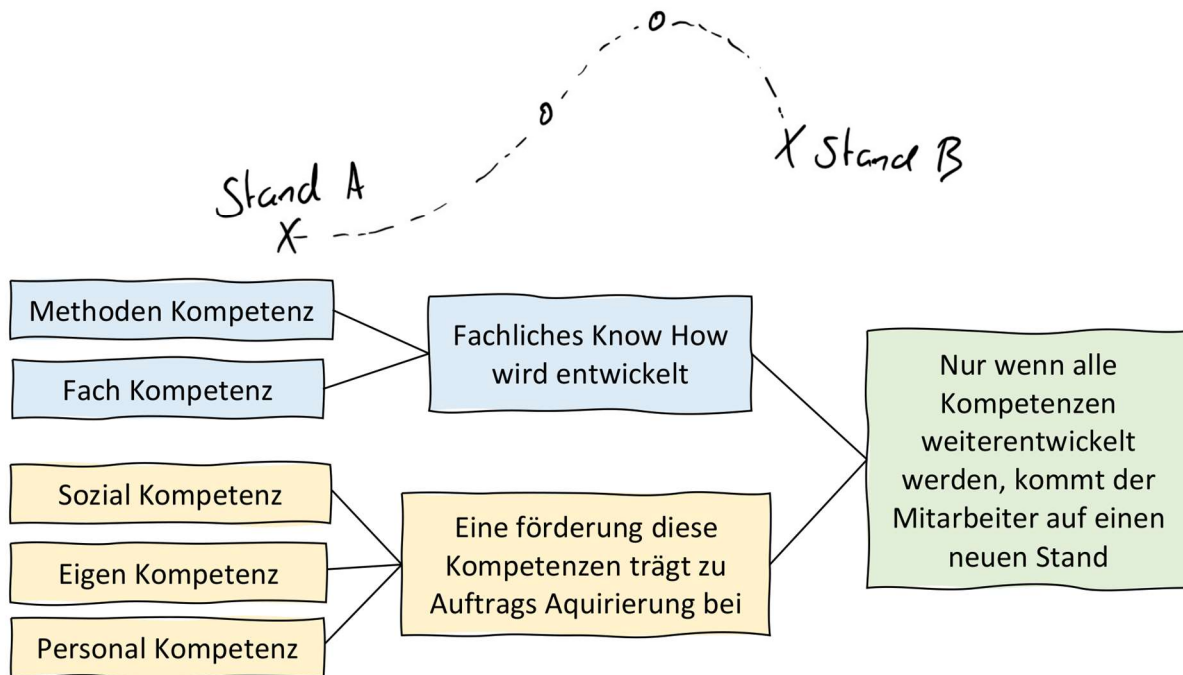 Stand A
Stand B
Methoden Kompetenz
Fach Kompetenz
Sozial Kompetenz
Eigen Kompetenz
Personal Kompetenz
Fachliches Know How
wird entwickelt
Eine förderung diese
Kompetenzen trägt zu
Auftrags Aquirierung bei
Nur wenn alle
Kompetenzen
weiterentwickelt
werden, kommt der
Mitarbeiter auf einen
neuen Stand